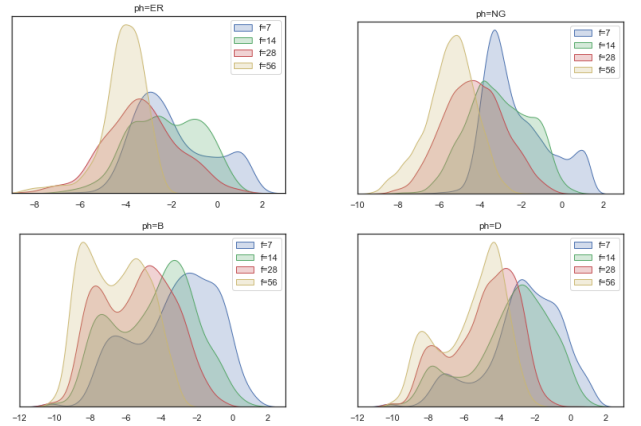 ph=ER
f=7
f=14
f=28
f=56
-8 -6 -4 -2 0 2
ph=NG
f=7
f=14
f=28
f=56
-10 -8 -6 -4 -2 0 2
ph=B
f=7
f=14
f=28
f=56
-12 -10 -8 -6 -4 -2 0 2
ph=D
f=7
f=14
f=28
f=56
-12 -10 -8 -6 -4 -2 0 2